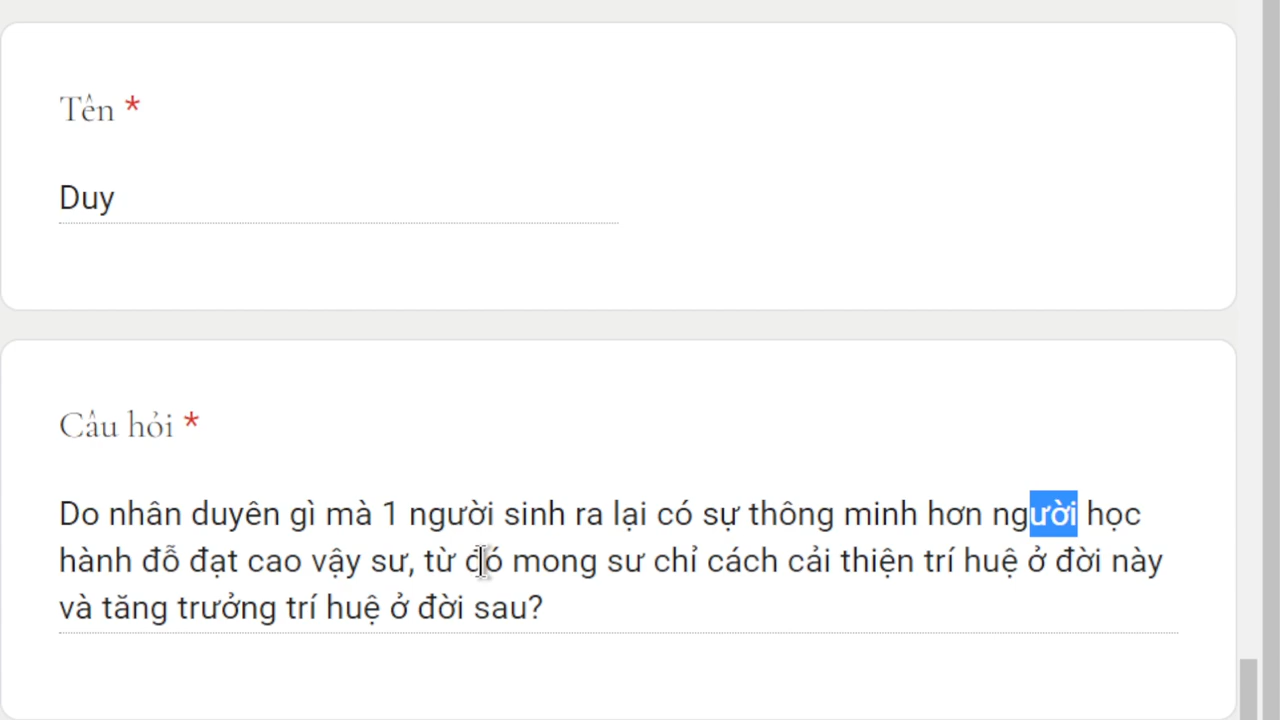 Tên *
Duy
Câu hỏi *
Do nhân duyên gì mà 1 người sinh ra lại có sự thông minh hơn người học
hành đỗ đạt cao vậy sư, từ đó mong sư chỉ cách cải thiện trí huệ ở đời này
và tăng trưởng trí huệ ở đời sau?